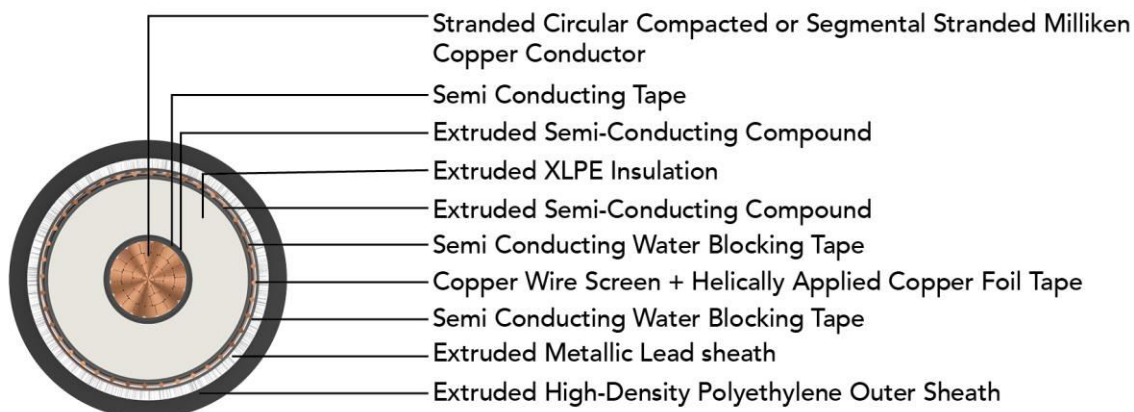 Stranded Circular Compacted or Segmental Stranded Milliken
Copper Conductor
Semi Conducting Tape
Extruded Semi-Conducting Compound
Extruded XLPE Insulation
Extruded Semi-Conducting Compound
Semi Conducting Water Blocking Tape
Copper Wire Screen + Helically Applied Copper Foil Tape
Semi Conducting Water Blocking Tape
Extruded Metallic Lead sheath
Extruded High-Density Polyethylene Outer Sheath